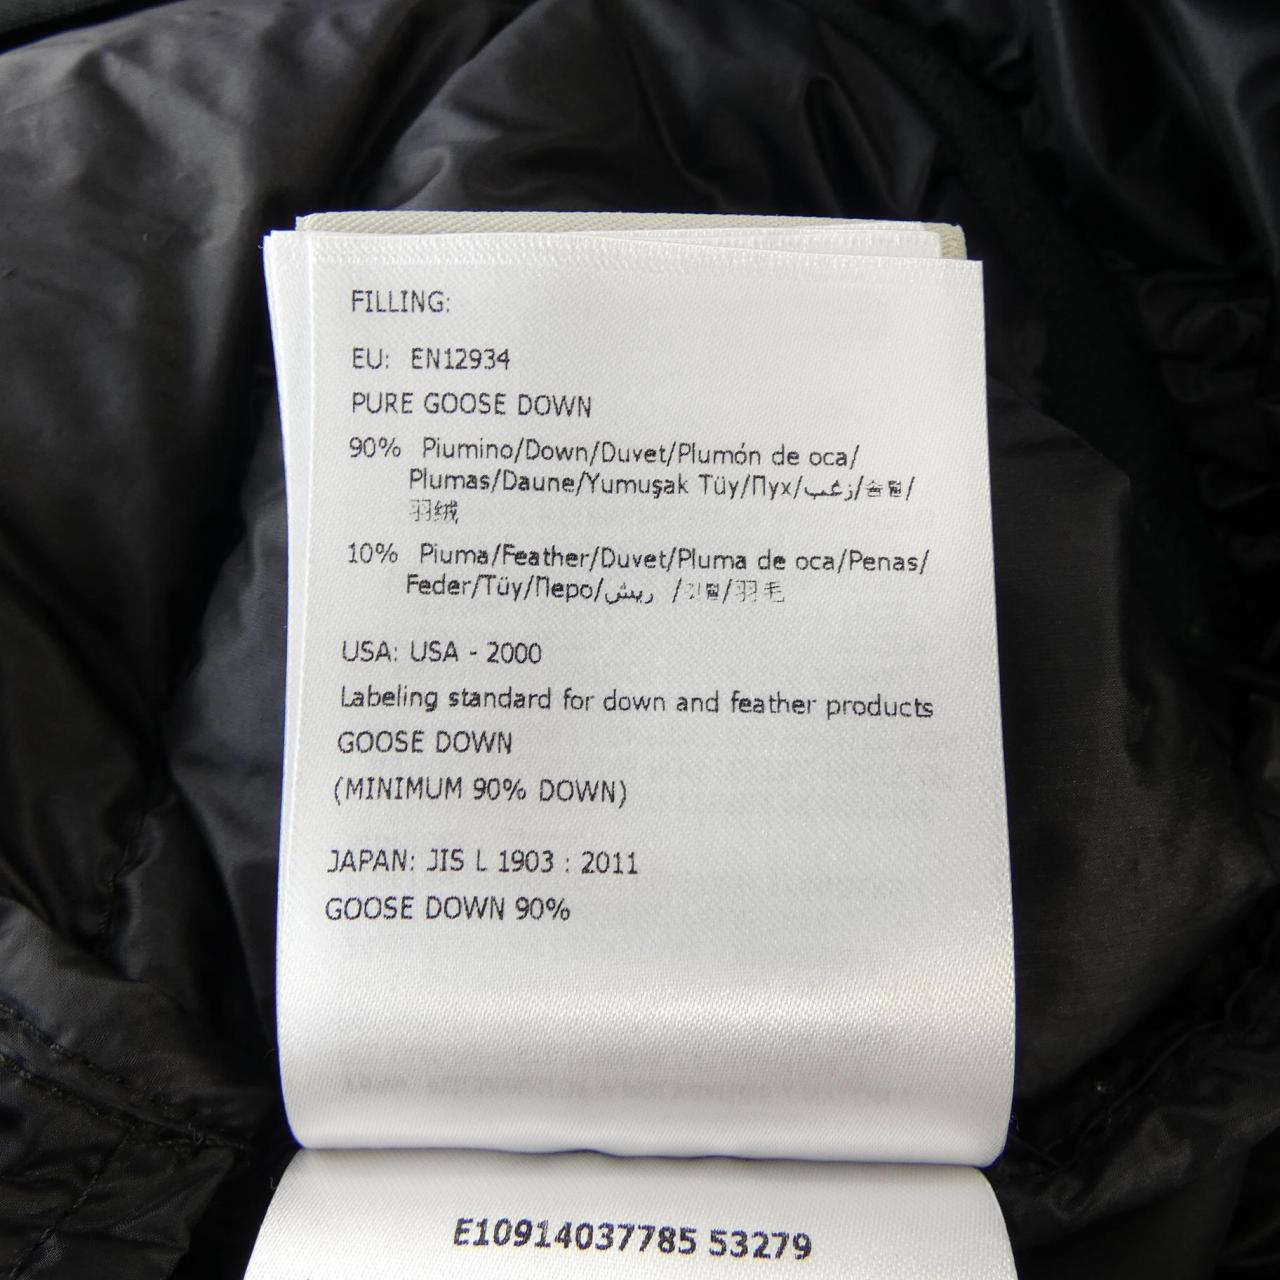 FILLING:
EU: EN12934
PURE GOOSE DOWN
90% Piumino/Down/Duvet/Plumón de oca/
Plumas/Daune/Yumuşak Tüy/Пух/زغب/솜털/
羽绒
10% Piuma/Feather/Duvet/Pluma de oca/Penas/
Feder/Tüy/Перо/ريش /깃털/羽毛
USA: USA - 2000
Labeling standard for down and feather products
GOOSE DOWN
(MINIMUM 90% DOWN)
JAPAN: JIS L 1903 : 2011
GOOSE DOWN 90%
E10914037785 53279